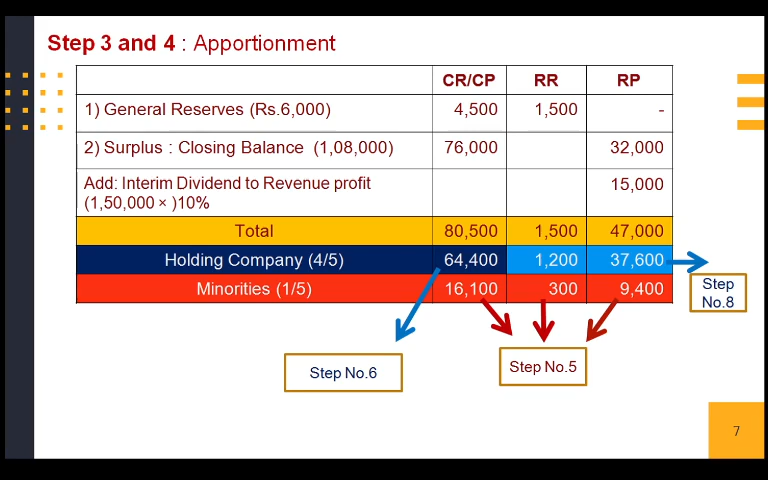 Step 3 and 4 : Apportionment
CR/CP RR RP
1) General Reserves (Rs.6,000) 4,500 1,500 -
2) Surplus : Closing Balance (1,08,000) 76,000 32,000
Add: Interim Dividend to Revenue profit
(1,50,000 × )10% 15,000
Total 80,500 1,500 47,000
Holding Company (4/5) 64,400 1,200 37,600
Minorities (1/5) 16,100 300 9,400
Step
No.8
Step No.6
Step No.5
7